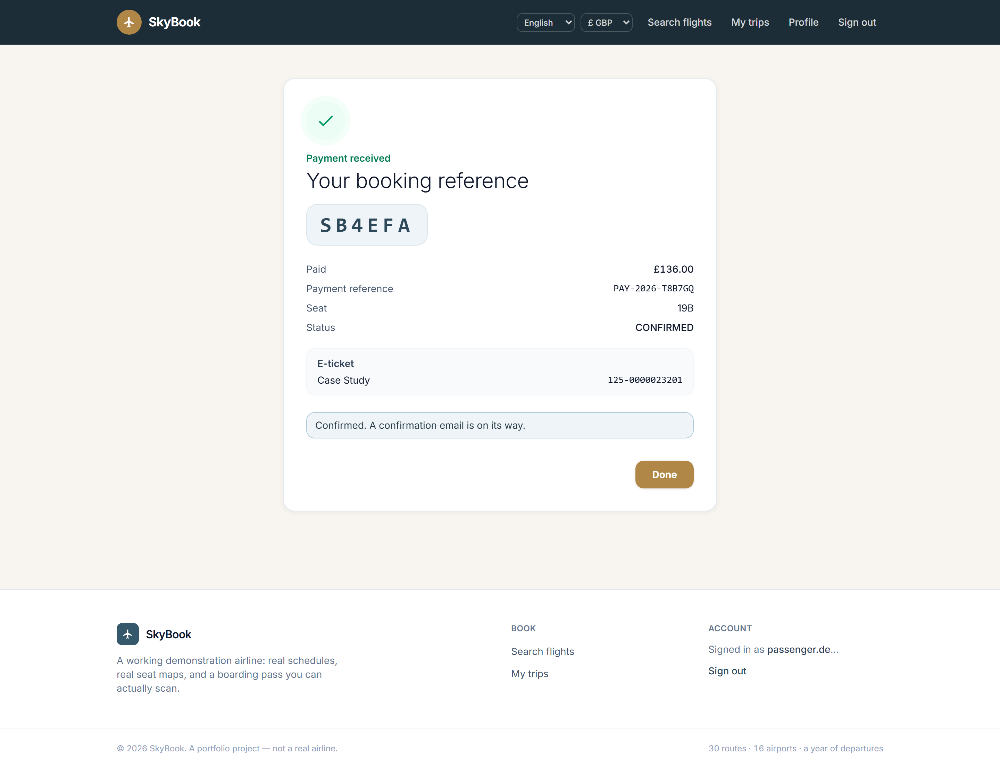 SkyBook
English
£ GBP
Search flights
My trips
Profile
Sign out
Payment received
Your booking reference
SB4EFA
Paid £136.00
Payment reference PAY-2026-T8B7GQ
Seat 19B
Status CONFIRMED
E-ticket
Case Study 125-0000023201
Confirmed. A confirmation email is on its way.
Done
SkyBook
A working demonstration airline: real schedules,
real seat maps, and a boarding pass you can
actually scan.
BOOK
Search flights
My trips
ACCOUNT
Signed in as passenger.de...
Sign out
© 2026 SkyBook. A portfolio project — not a real airline.
30 routes · 16 airports · a year of departures